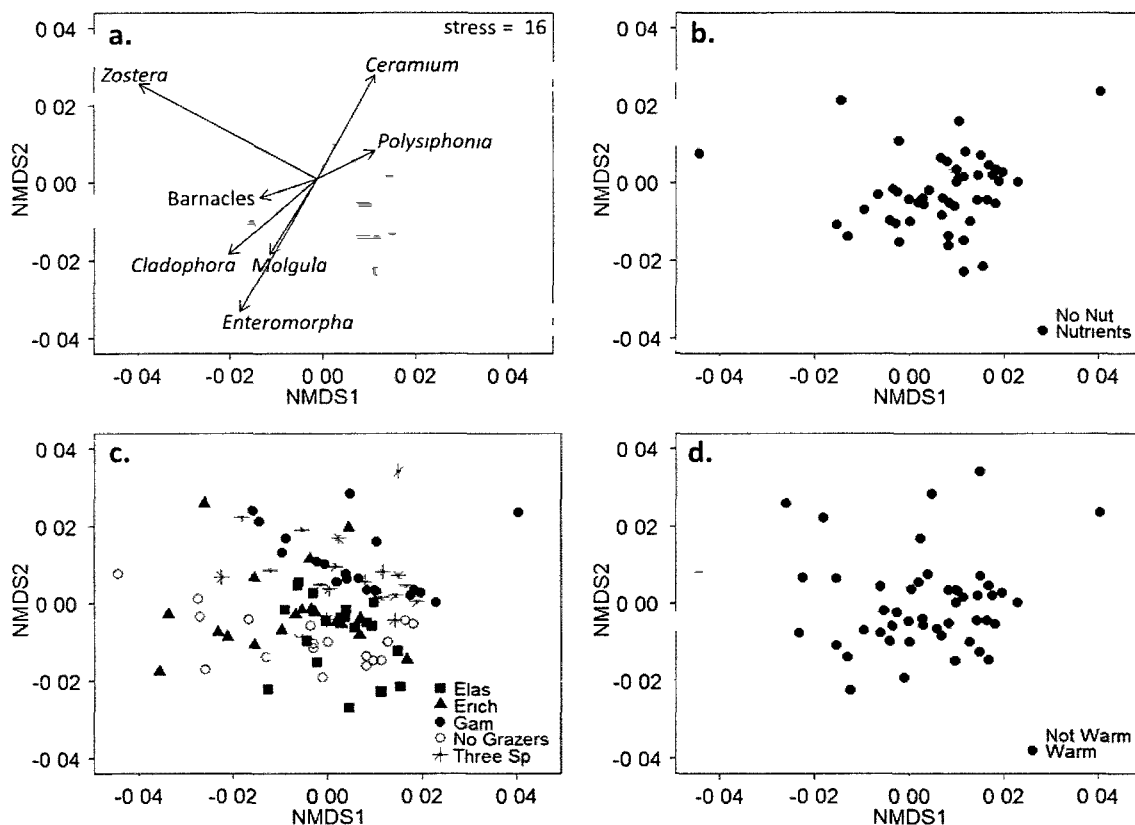 a.
stress = 16
Zostera
Ceramium
Polysiphonia
Barnacles
Cladophora
Molgula
Enteromorpha
NMDS2
0 04
0 02
0 00
-0 02
-0 04
-0 04
-0 02
0 00
0 02
0 04
NMDS1
b.
No Nut
Nutrients
NMDS2
0 04
0 02
0 00
-0 02
-0 04
-0 04
-0 02
0 00
0 02
0 04
NMDS1
c.
Elas
Erich
Gam
No Grazers
Three Sp
NMDS2
0 04
0 02
0 00
-0 02
-0 04
-0 04
-0 02
0 00
0 02
0 04
NMDS1
d.
Not Warm
Warm
NMDS2
0 04
0 02
0 00
-0 02
-0 04
-0 04
-0 02
0 00
0 02
0 04
NMDS1